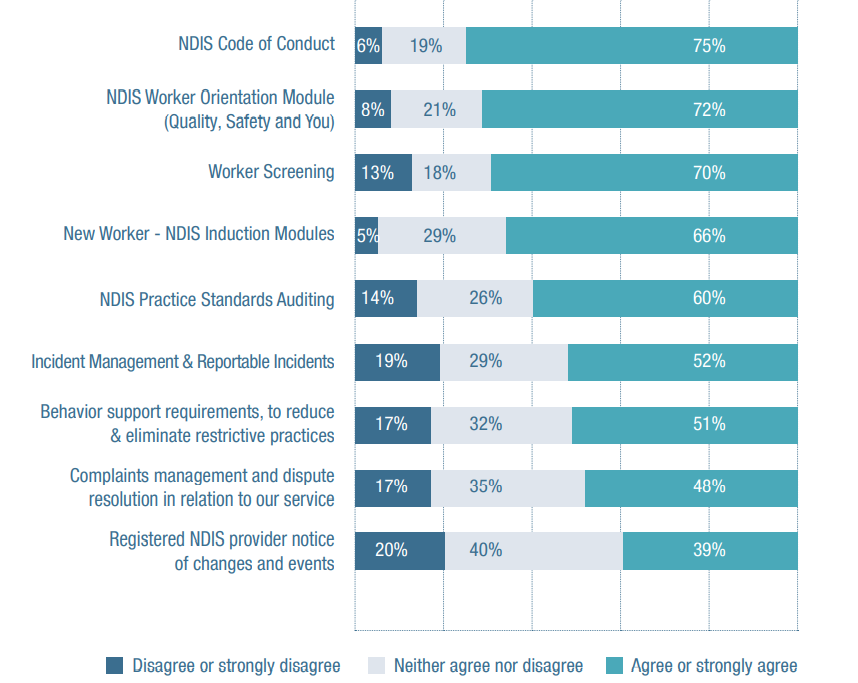 NDIS Code of Conduct 6% 19% 75%
NDIS Worker Orientation Module
(Quality, Safety and You) 8% 21% 72%
Worker Screening 13% 18% 70%
New Worker - NDIS Induction Modules 5% 29% 66%
NDIS Practice Standards Auditing 14% 26% 60%
Incident Management & Reportable Incidents 19% 29% 52%
Behavior support requirements, to reduce
& eliminate restrictive practices 17% 32% 51%
Complaints management and dispute
resolution in relation to our service 17% 35% 48%
Registered NDIS provider notice
of changes and events 20% 40% 39%
Disagree or strongly disagree Neither agree nor disagree Agree or strongly agree